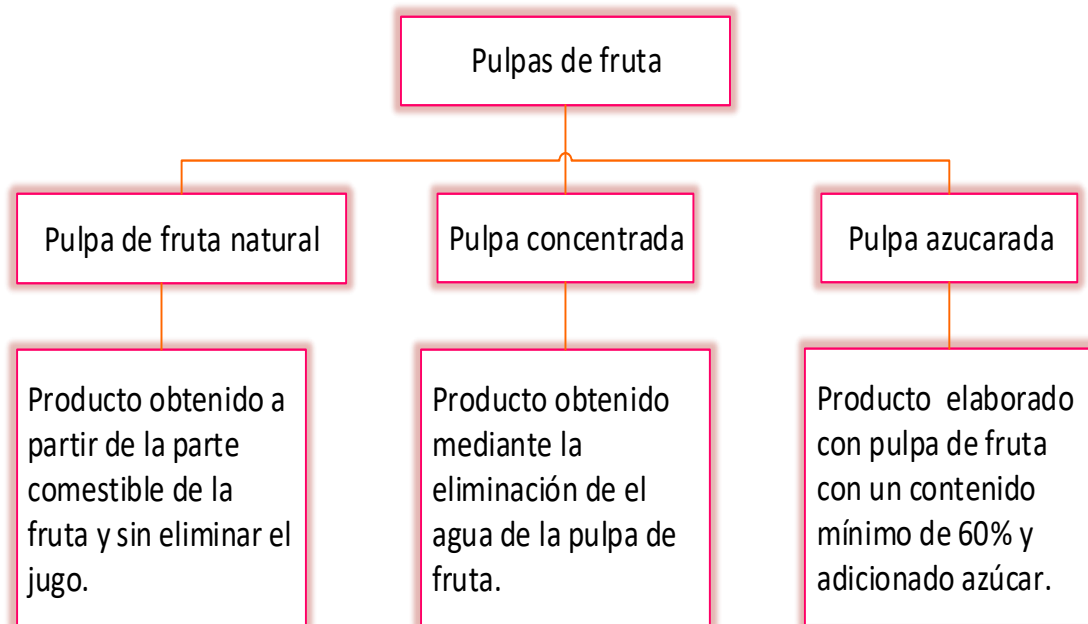 Pulpas de fruta
Pulpa de fruta natural
Pulpa concentrada
Pulpa azucarada
Producto obtenido a
partir de la parte
comestible de la
fruta y sin eliminar el
jugo.
Producto obtenido
mediante la
eliminación de el
agua de la pulpa de
fruta.
Producto elaborado
con pulpa de fruta
con un contenido
mínimo de 60% y
adicionado azúcar.